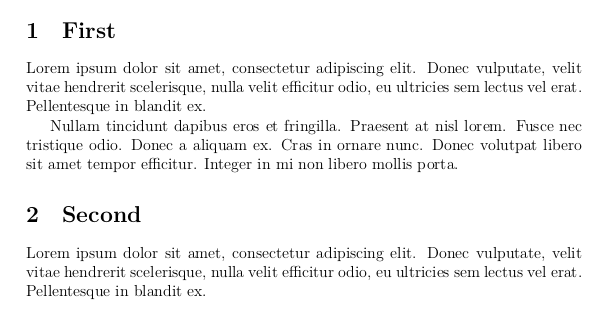 1 First
Lorem ipsum dolor sit amet, consectetur adipiscing elit. Donec vulputate, velit
vitae hendrerit scelerisque, nulla velit efficitur odio, eu ultricies sem lectus vel erat.
Pellentesque in blandit ex.
Nullam tincidunt dapibus eros et fringilla. Praesent at nisl lorem. Fusce nec
tristique odio. Donec a aliquam ex. Cras in ornare nunc. Donec volutpat libero
sit amet tempor efficitur. Integer in mi non libero mollis porta.
2 Second
Lorem ipsum dolor sit amet, consectetur adipiscing elit. Donec vulputate, velit
vitae hendrerit scelerisque, nulla velit efficitur odio, eu ultricies sem lectus vel erat.
Pellentesque in blandit ex.